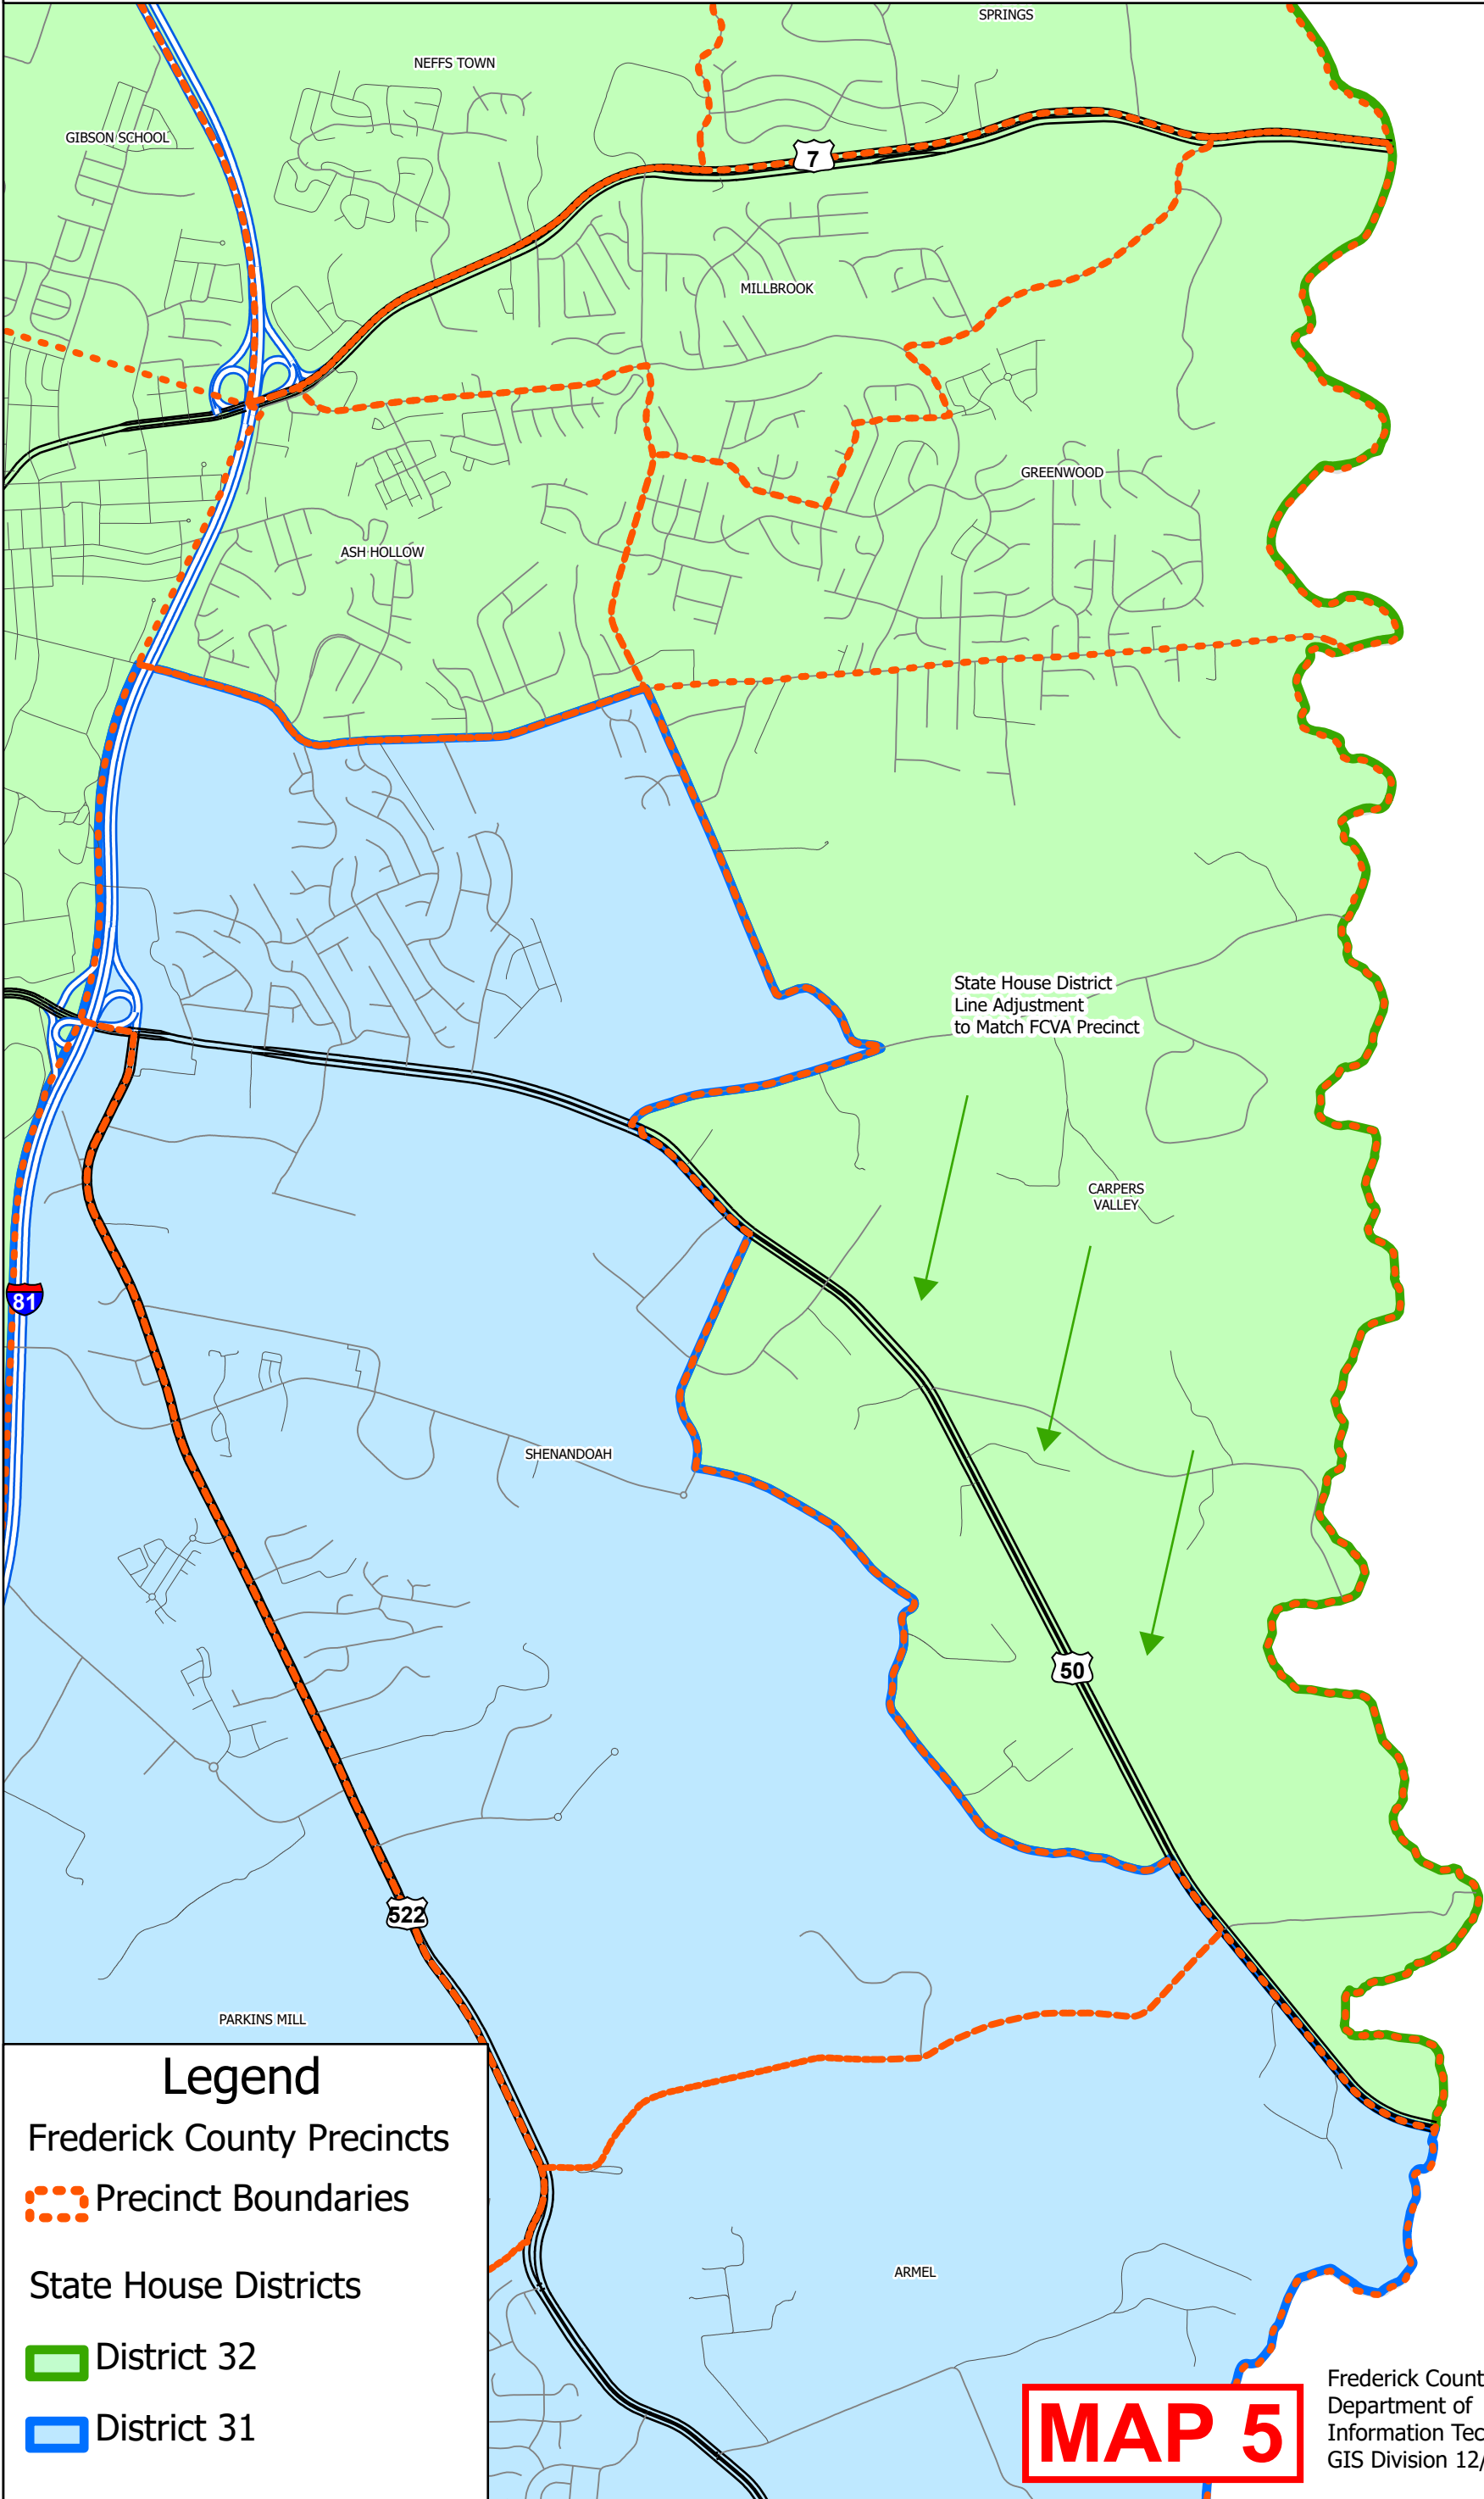 SPRINGS
NEFFS TOWN
GIBSON SCHOOL
7
MILLBROOK
GREENWOOD
ASH HOLLOW
State House District
Line Adjustment
to Match FCVA Precinct
CARPERS
VALLEY
81
SHENANDOAH
50
522
PARKINS MILL
Legend
Frederick County Precincts
Precinct Boundaries
State House Districts
District 32
District 31
ARMEL
MAP 5
Frederick Count
Department of
Information Tec
GIS Division 12/